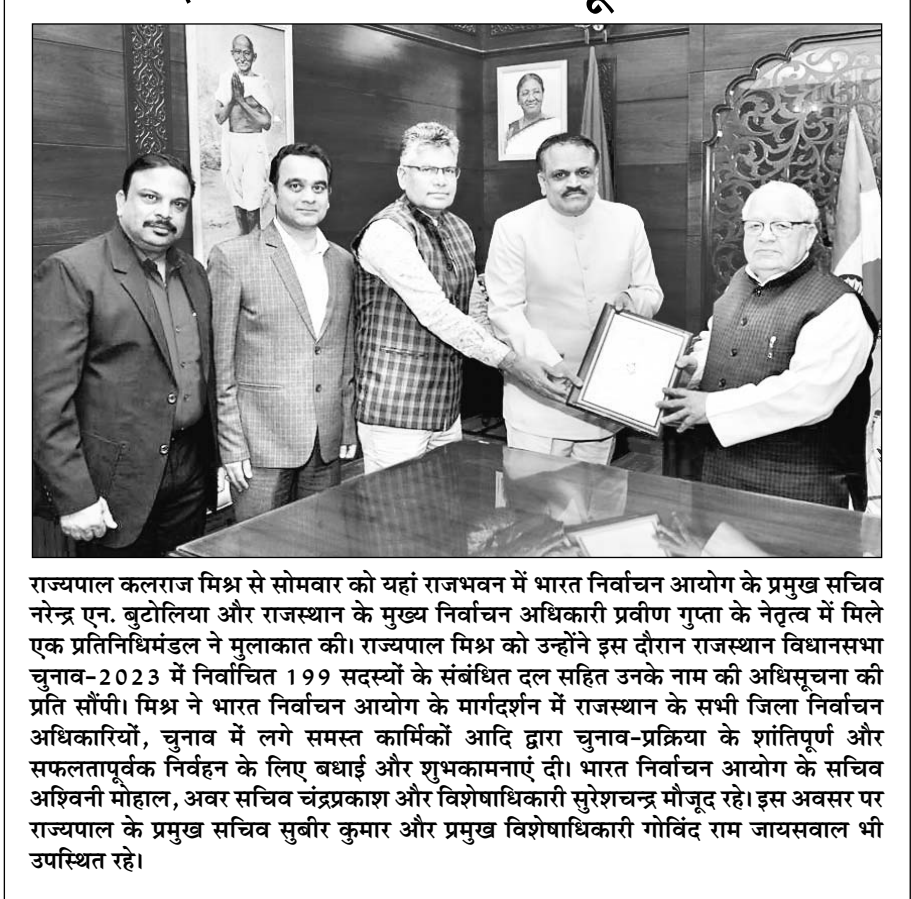 राज्यपाल कलराज मिश्र से सोमवार को यहां राजभवन में भारत निर्वाचन आयोग के प्रमुख सचिव
नरेन्द्र एन. बुटोलिया और राजस्थान के मुख्य निर्वाचन अधिकारी प्रवीण गुप्ता के नेतृत्व में मिले
एक प्रतिनिधिमंडल ने मुलाकात की। राज्यपाल मिश्र को उन्होंने इस दौरान राजस्थान विधानसभा
चुनाव-2023 में निर्वाचित 199 सदस्यों के संबंधित दल सहित उनके नाम की अधिसूचना की
प्रति सौंपी। मिश्र ने भारत निर्वाचन आयोग के मार्गदर्शन में राजस्थान के सभी जिला निर्वाचन
अधिकारियों, चुनाव में लगे समस्त कार्मिकों आदि द्वारा चुनाव-प्रक्रिया के शांतिपूर्ण और
सफलतापूर्वक निर्वहन के लिए बधाई और शुभकामनाएं दी। भारत निर्वाचन आयोग के सचिव
अश्विनी मोहाल, अवर सचिव चंद्रप्रकाश और विशेषाधिकारी सुरेशचन्द्र मौजूद रहे। इस अवसर पर
राज्यपाल के प्रमुख सचिव सुबीर कुमार और प्रमुख विशेषाधिकारी गोविंद राम जायसवाल भी
उपस्थित रहे।